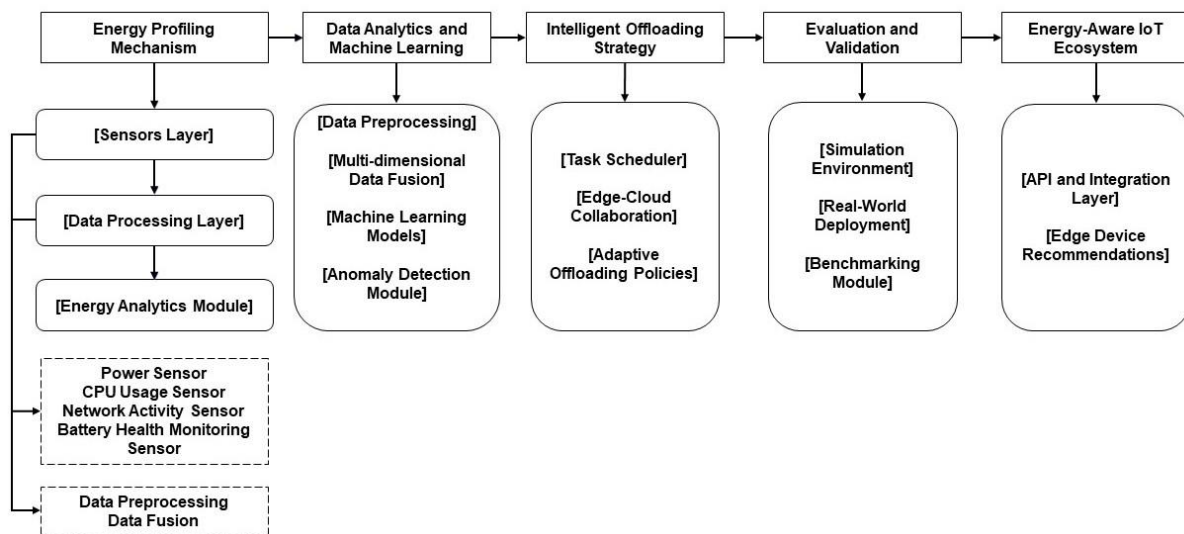 Energy Profiling
Mechanism
Data Analytics and
Machine Learning
Intelligent Offloading
Strategy
Evaluation and
Validation
Energy-Aware IoT
Ecosystem
[Sensors Layer]
[Data Processing Layer]
[Energy Analytics Module]
Power Sensor
CPU Usage Sensor
Network Activity Sensor
Battery Health Monitoring
Sensor
Data Preprocessing
Data Fusion
[Data Preprocessing]
[Multi-dimensional
Data Fusion]
[Machine Learning
Models]
[Anomaly Detection
Module]
[Task Scheduler]
[Edge-Cloud
Collaboration]
[Adaptive
Offloading Policies]
[Simulation
Environment]
[Real-World
Deployment]
[Benchmarking
Module]
[API and Integration
Layer]
[Edge Device
Recommendations]